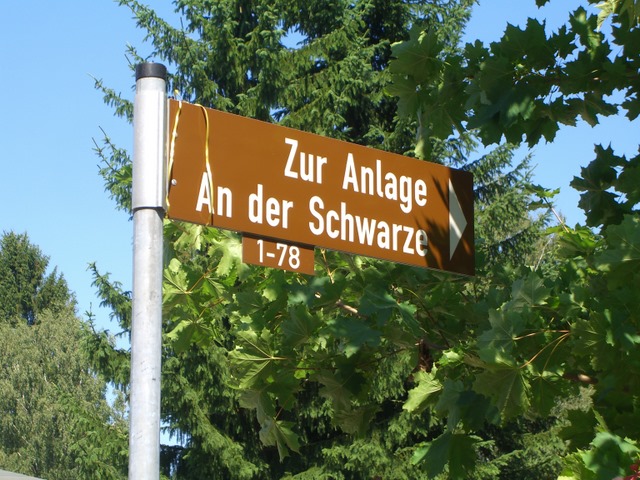 Zur Anlage
An der Schwarze
1-78